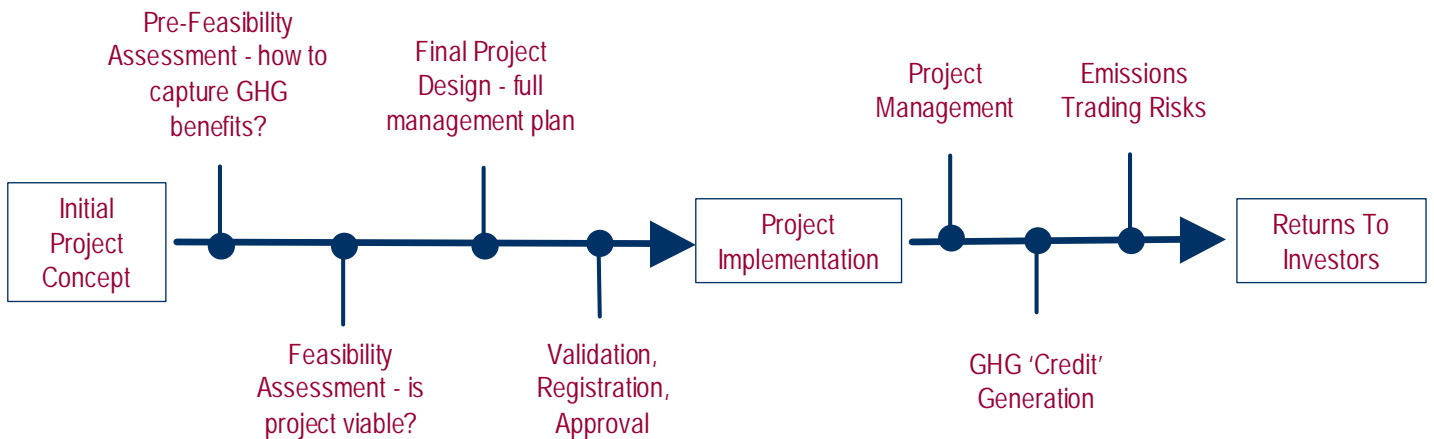 Pre-Feasibility
Assessment - how to
capture GHG
benefits?
Final Project
Design - full
management plan
Project
Management
Emissions
Trading Risks
Initial
Project
Concept
Project
Implementation
Returns To
Investors
Feasibility
Assessment - is
project viable?
Validation,
Registration,
Approval
GHG ‘Credit’
Generation